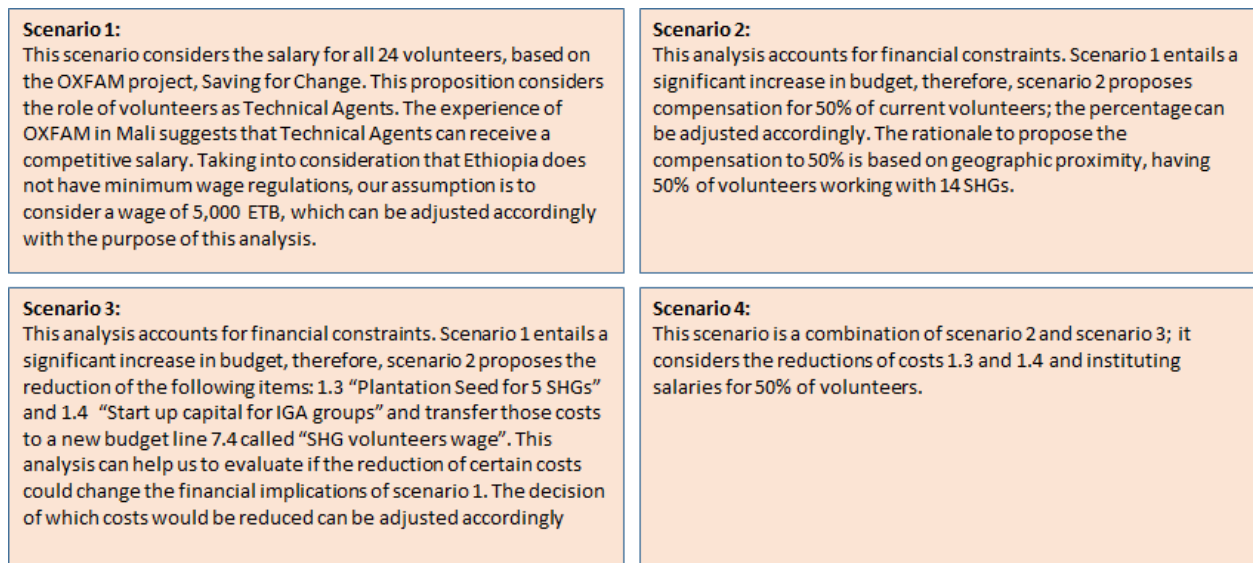 Scenario 1:
This scenario considers the salary for all 24 volunteers, based on
the OXFAM project, Saving for Change. This proposition considers
the role of volunteers as Technical Agents. The experience of
OXFAM in Mali suggests that Technical Agents can receive a
competitive salary. Taking into consideration that Ethiopia does
not have minimum wage regulations, our assumption is to
consider a wage of 5,000 ETB, which can be adjusted accordingly
with the purpose of this analysis.
Scenario 2:
This analysis accounts for financial constraints. Scenario 1 entails a
significant increase in budget, therefore, scenario 2 proposes
compensation for 50% of current volunteers; the percentage can
be adjusted accordingly. The rationale to propose the
compensation to 50% is based on geographic proximity, having
50% of volunteers working with 14 SHGs.
Scenario 3:
This analysis accounts for financial constraints. Scenario 1 entails a
significant increase in budget, therefore, scenario 2 proposes the
reduction of the following items: 1.3 “Plantation Seed for 5 SHGs”
and 1.4 “Start up capital for IGA groups” and transfer those costs
to a new budget line 7.4 called “SHG volunteers wage”. This
analysis can help us to evaluate if the reduction of certain costs
could change the financial implications of scenario 1. The decision
of which costs would be reduced can be adjusted accordingly
Scenario 4:
This scenario is a combination of scenario 2 and scenario 3; it
considers the reductions of costs 1.3 and 1.4 and instituting
salaries for 50% of volunteers.